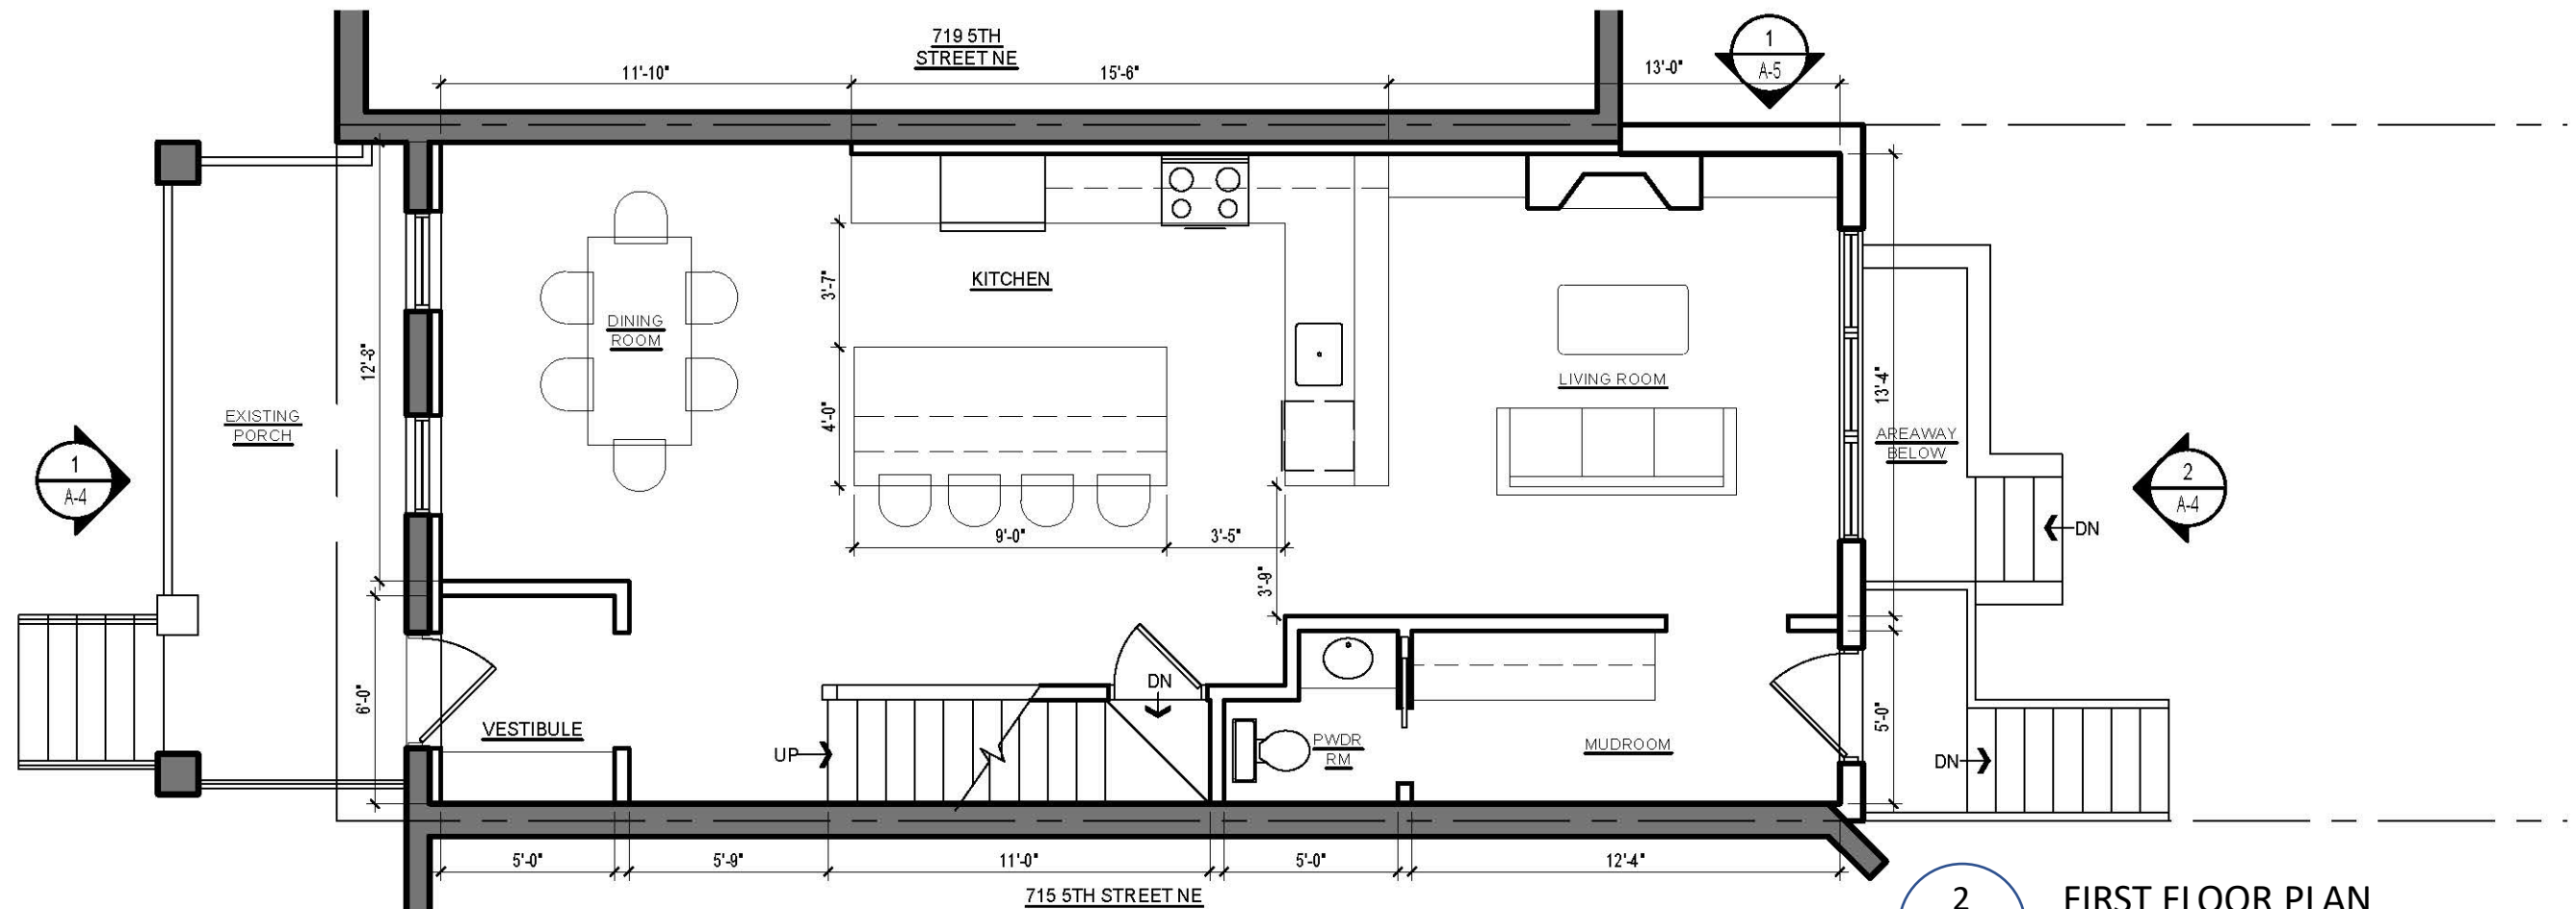 719 5TH
STREET NE
1
A-5
11'-10"
15'-6"
13'-0"
KITCHEN
3'-7"
DINING
ROOM
12'-8"
4'-0"
LIVING ROOM
13'-4"
EXISTING
PORCH
AREAWAY
BELOW
1
A-4
2
A-4
DN
9'-0"
3'-5"
3'-9"
6'-0"
VESTIBULE
UP
DN
PWDR
RM
MUDROOM
5'-0"
DN
5'-0"
5'-9"
11'-0"
5'-0"
12'-4"
715 5TH STREET NE
2
FIRST FLOOR PLAN